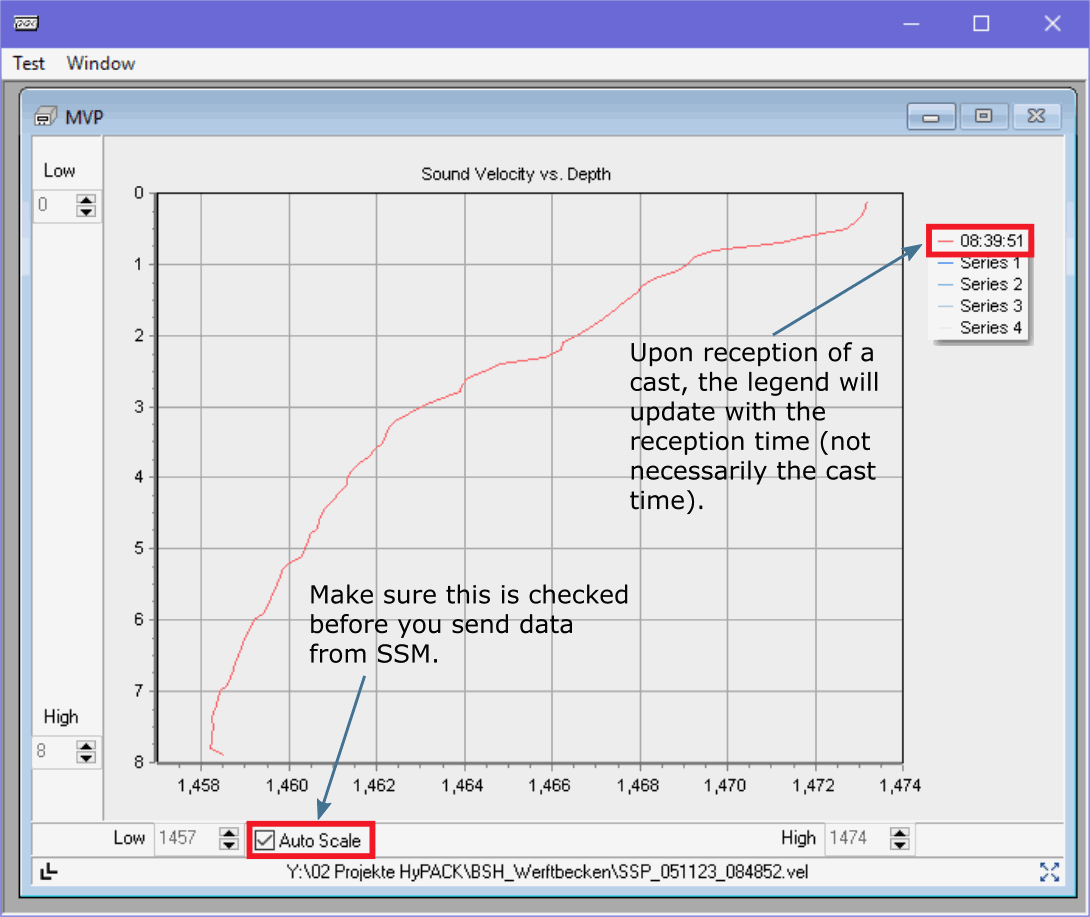 Test Window
MVP
Low
0
Sound Velocity vs. Depth
0
1
2
3
4
5
6
7
8
08:39:51
Series 1
Series 2
Series 3
Series 4
Upon reception of a
cast, the legend will
update with the
reception time (not
necessarily the cast
time).
Make sure this is checked
before you send data
from SSM.
High
8
1,458 1,460 1,462 1,464 1,466 1,468 1,470 1,472 1,474
Low 1457 Auto Scale High 1474
Y:\02 Projekte HyPACK\BSH_Werftbecken\SSP_051123_084852.vel